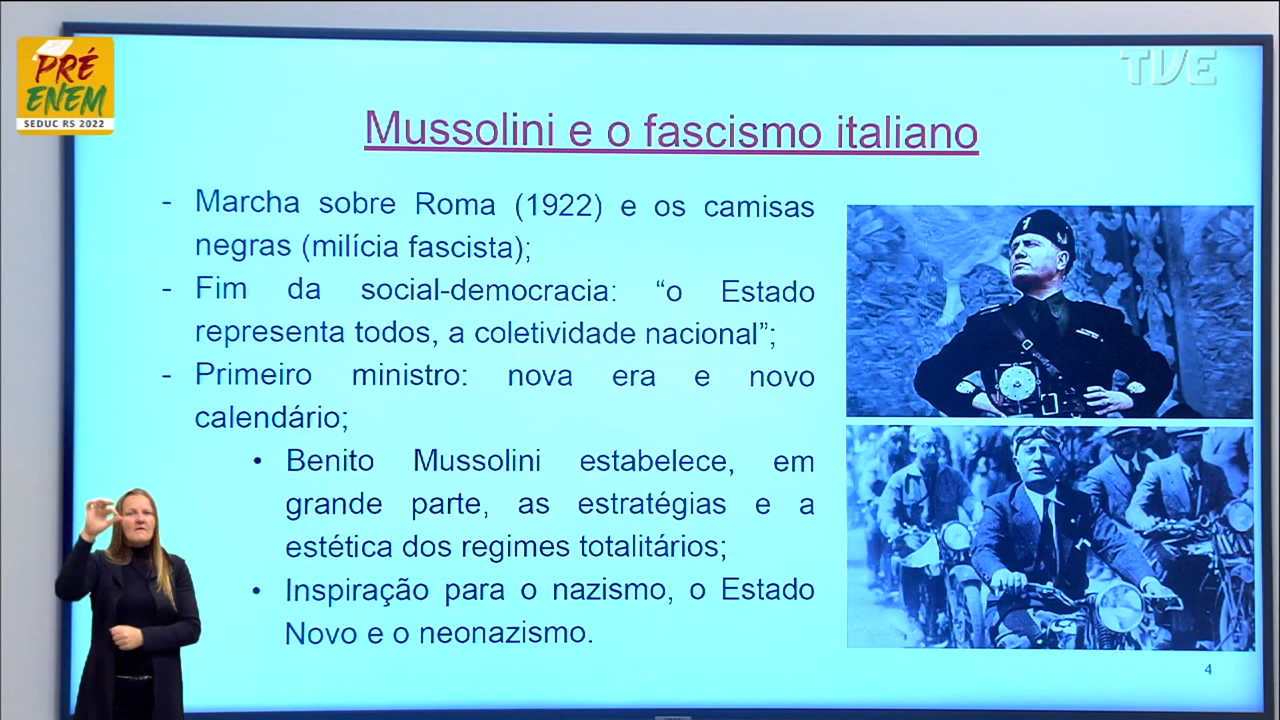 PRÉ
ENEM
SEDUC RS 2022
TVE
Mussolini e o fascismo italiano
- Marcha sobre Roma (1922) e os camisas
negras (milícia fascista);
- Fim da social-democracia: “o Estado
representa todos, a coletividade nacional”;
- Primeiro ministro: nova era e novo
calendário;
• Benito Mussolini estabelece, em
grande parte, as estratégias e a
estética dos regimes totalitários;
• Inspiração para o nazismo, o Estado
Novo e o neonazismo.
4